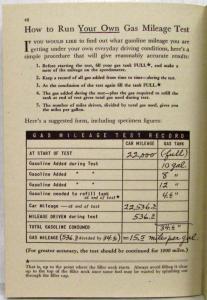 48
How to Run Your Own Gas Mileage Test
IF YOU WOULD like to find out what gasoline mileage you are
getting under your own everyday driving conditions, here's a
simple procedure that will give reasonably accurate results:
1. Before starting the test, fill your gas tank FULL*, and make a
note of the mileage on the speedometer.
2. Keep a record of all gas added from time to time—during the test.
3. At the conclusion of the test again fill the tank FULL*.
4. The gas added during the test—plus the gas required to refill the
tank at end of test gives total gas used during test.
5. The number of miles driven, divided by total gas used, gives you
miles per gallon.
Here's a suggested form, including specimen figures:
GAS MILEAGE TEST RECORD
CAR MILEAGE GAS IN TANK
AT START OF TEST 22,000 (full)
Gasoline Added during Test 10 gal
Gasoline Added " " 8 "
Gasoline Added " " 12 "
Gasoline needed to refill tank at end of test 4.8 "
Car Mileage—at end of test 22,536.2
MILEAGE DRIVEN during test 536.2
TOTAL GASOLINE CONSUMED 34.8 "
GAS MILEAGE (536.2 divided by 34.8) = 15.3 miles per gal
(For greater accuracy, the test should be continued for 1000 miles.)
* That is, up to the point where the filler neck starts. Always avoid filling it clear
up to the top of the filler neck since some fuel may be wasted by spilling out
through the filler cap.